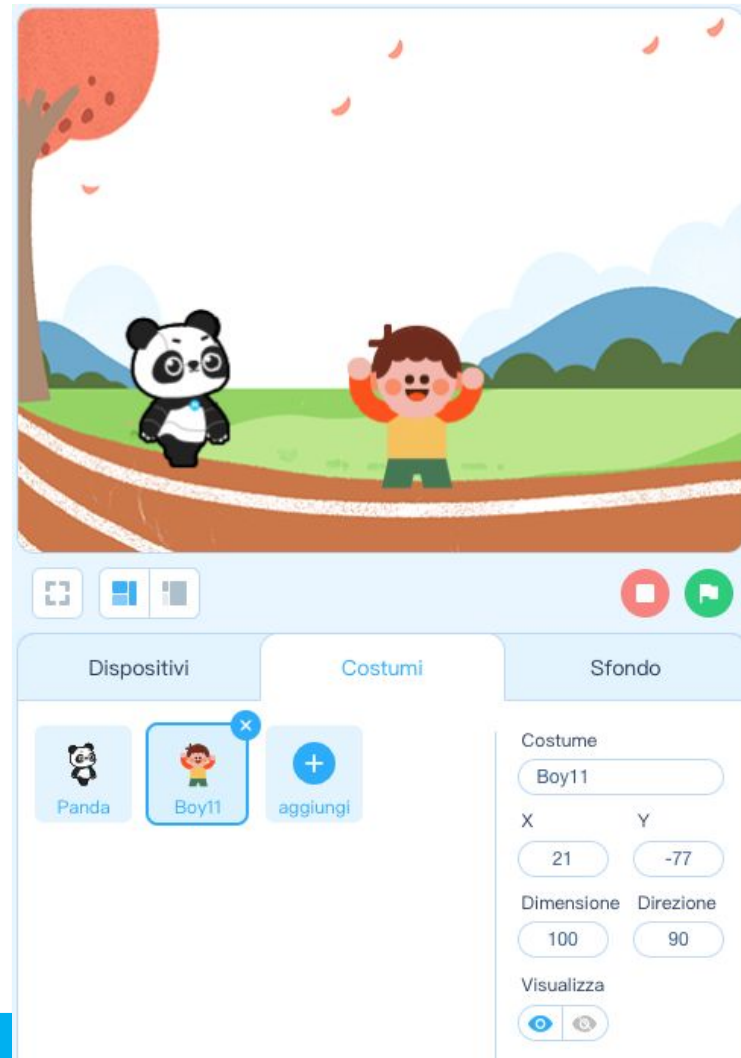 Dispositivi
Costumi
Sfondo
Panda
Boy11
aggiungi
Costume
Boy11
X Y
21 -77
Dimensione Direzione
100 90
Visualizza